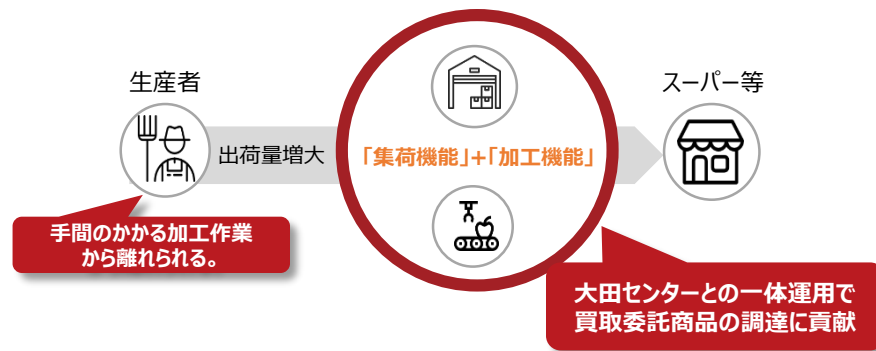 生産者
スーパー等
出荷量増大
「集荷機能」+「加工機能」
手間のかかる加工作業
から離れられる。
大田センターとの一体運用で
買取委託商品の調達に貢献